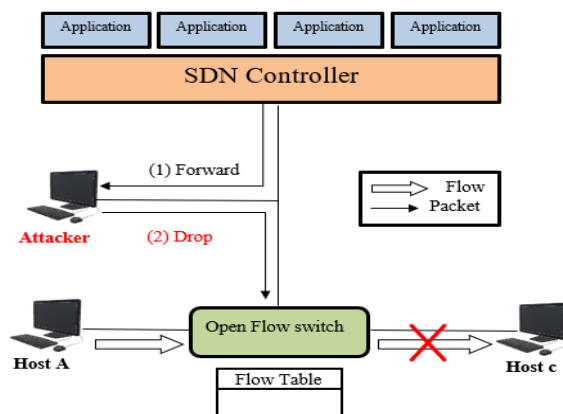 Application Application Application Application
SDN Controller
(1) Forward
Flow
Packet
Attacker
(2) Drop
Open Flow switch
Host A
Host c
Flow Table